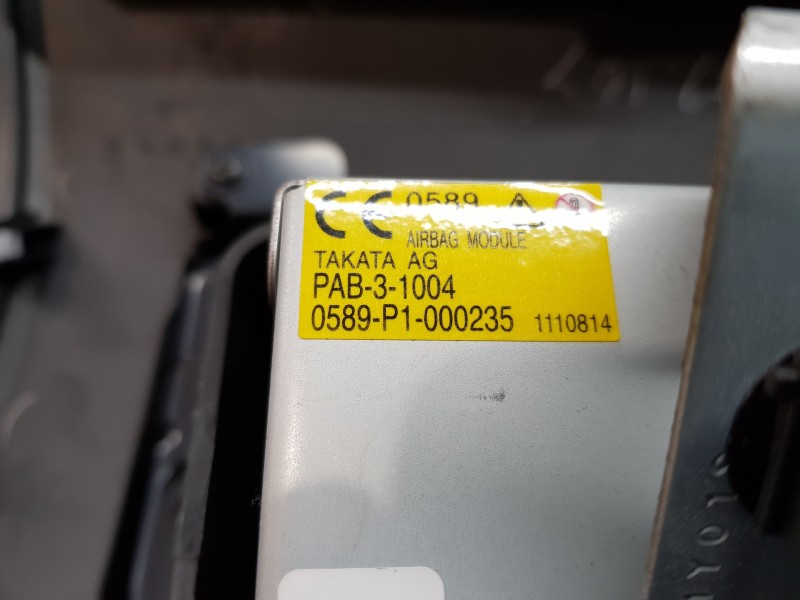 CE 0589
AIRBAG MODULE
TAKATA AG
PAB-3-1004
0589-P1-000235 1110814